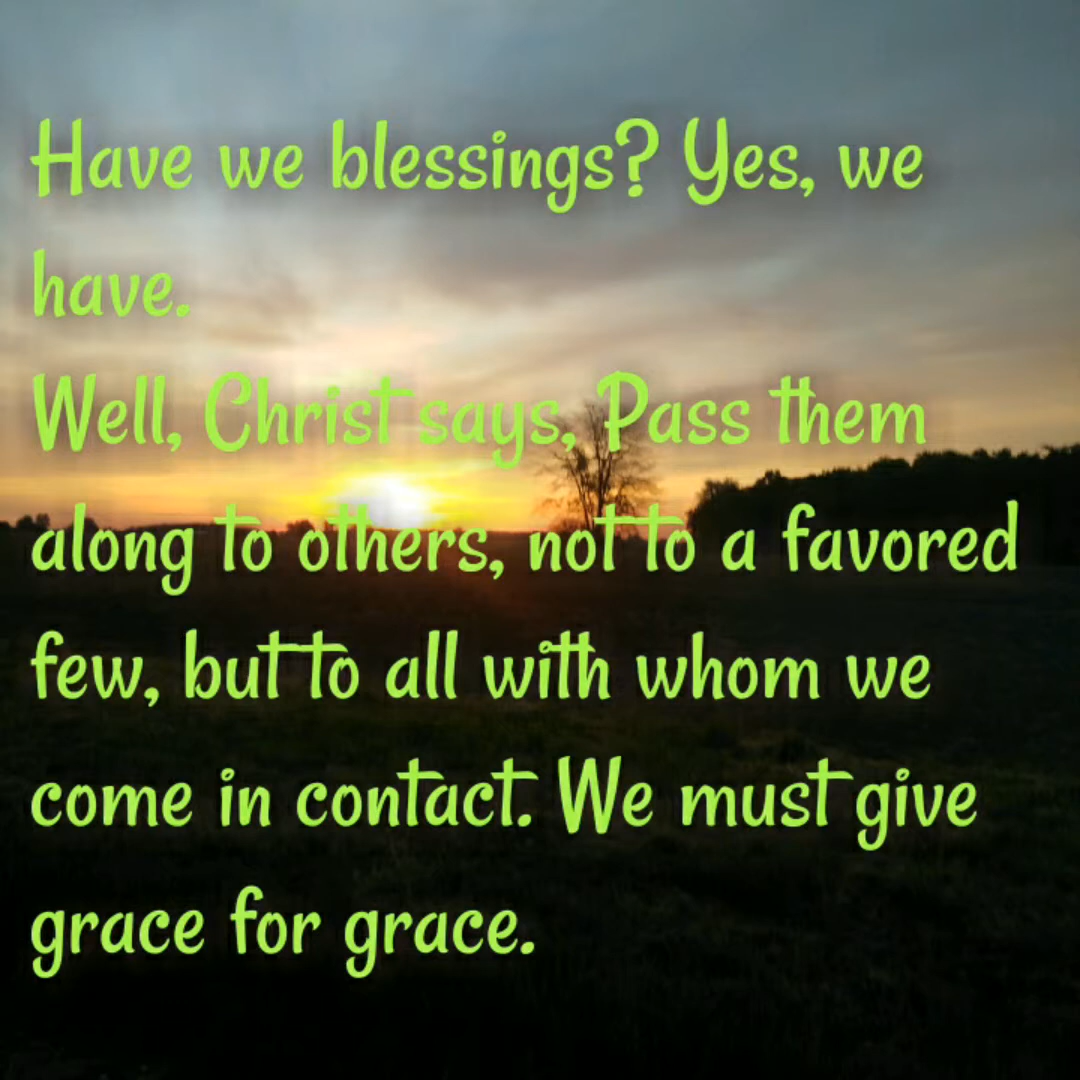 Have we blessings? Yes, we
have.
Well, Christ says, Pass them
along to others, not to a favored
few, but to all with whom we
come in contact. We must give
grace for grace.